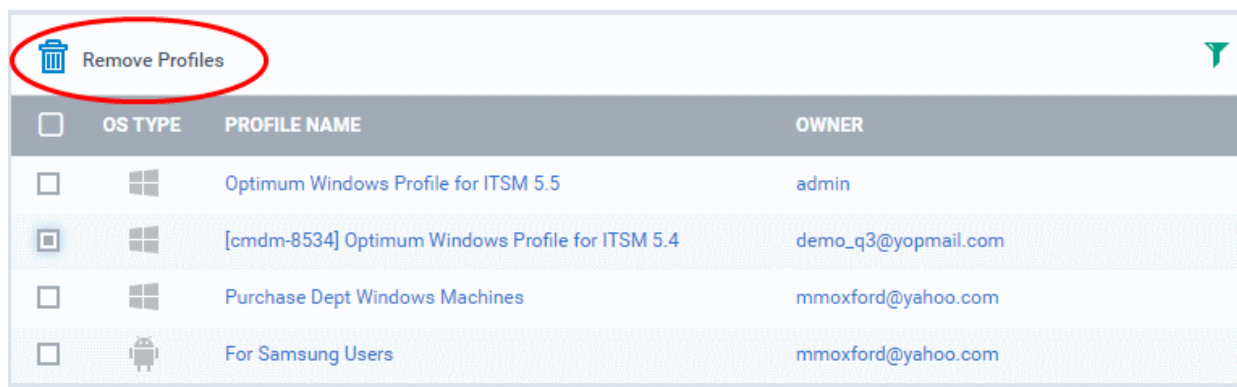 Remove Profiles
OS TYPE PROFILE NAME OWNER
Optimum Windows Profile for ITSM 5.5 admin
[cmdm-8534] Optimum Windows Profile for ITSM 5.4 demo_q3@yopmail.com
Purchase Dept Windows Machines mmoxford@yahoo.com
For Samsung Users mmoxford@yahoo.com